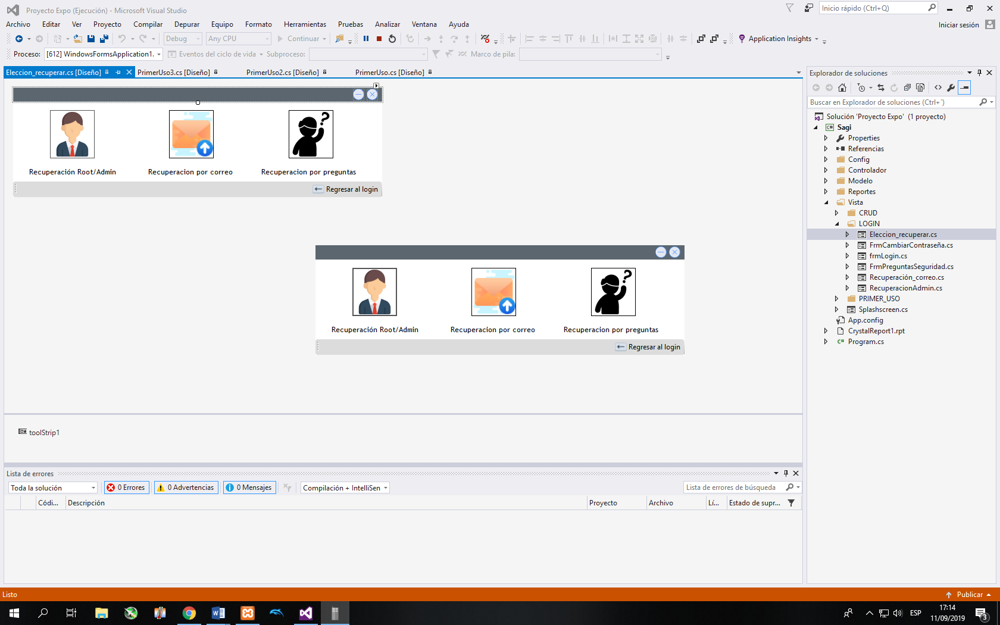 Proyecto Expo (Ejecución) - Microsoft Visual Studio
Inicio rápido (Ctrl+Q)
Archivo Editar Ver Proyecto Compilar Depurar Equipo Formato Herramientas Pruebas Analizar Ventana Ayuda
Iniciar sesión
Debug Any CPU Continuar Application Insights
Proceso: [612] WindowsFormsApplication1. Eventos del ciclo de vida Subproceso: Marco de pila:
Eleccion_recuperar.cs [Diseño] PrimerUso3.cs [Diseño] PrimerUso2.cs [Diseño] PrimerUso.cs [Diseño]
Recuperación Root/Admin Recuperacion por correo Recuperacion por preguntas
Regresar al login
Recuperación Root/Admin Recuperacion por correo Recuperacion por preguntas
Regresar al login
toolStrip1
Explorador de soluciones
Buscar en Explorador de soluciones (Ctrl+`)
Solución 'Proyecto Expo' (1 proyecto)
C# Sagi
Properties
Referencias
Config
Controlador
Modelo
Reportes
Vista
CRUD
LOGIN
Eleccion_recuperar.cs
FrmCambiarContraseña.cs
frmLogin.cs
FrmPreguntasSeguridad.cs
Recuperación_correo.cs
RecuperacionAdmin.cs
PRIMER_USO
Splashscreen.cs
App.config
CrystalReport1.rpt
C# Program.cs
Lista de errores
Toda la solución 0 Errores 0 Advertencias 0 Mensajes Compilación + IntelliSen Lista de errores de búsqueda
Códi... Descripción Proyecto Archivo Lí... Estado de supr...
Listo
Publicar
ESP
17:14
11/09/2019
3